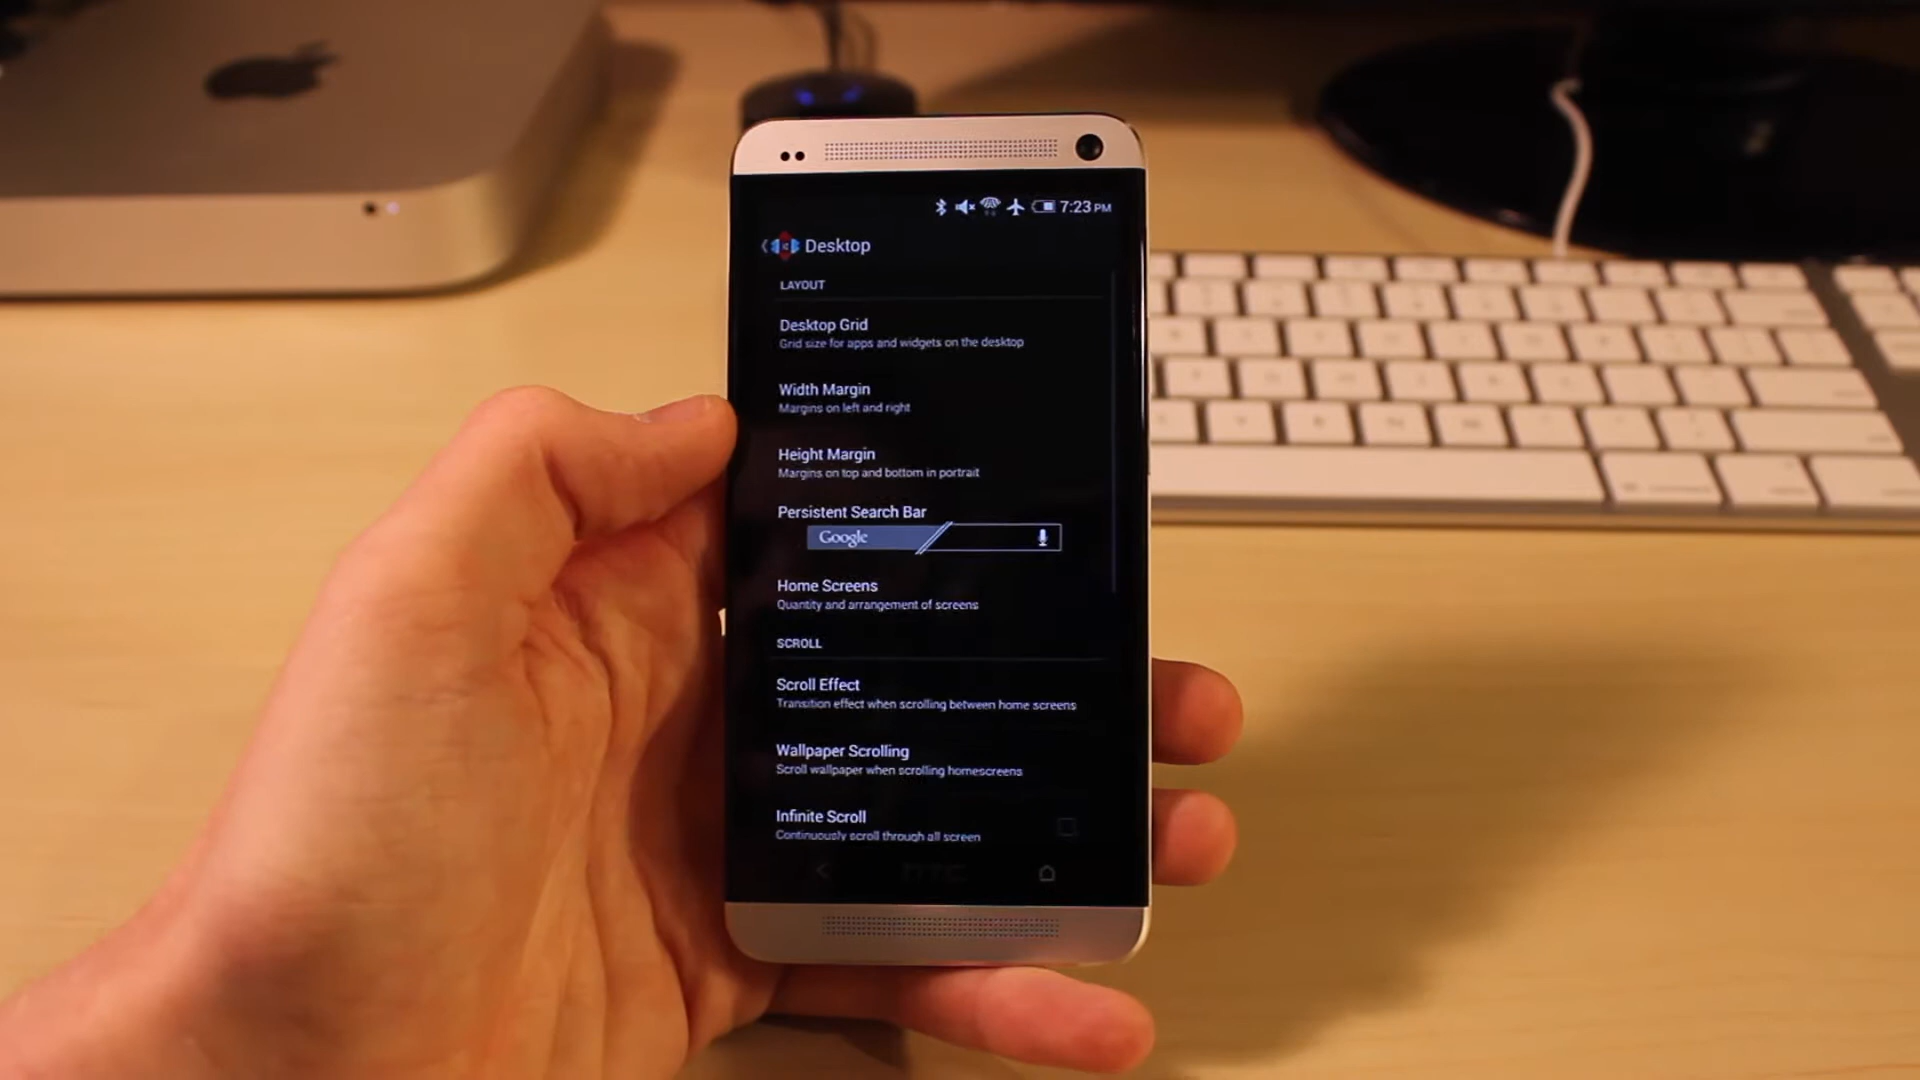 7:23 PM
Desktop
LAYOUT
Desktop Grid
Grid size for apps and widgets on the desktop
Width Margin
Margins on left and right
Height Margin
Margins on top and bottom in portrait
Persistent Search Bar
Google
Home Screens
Quantity and arrangement of screens
SCROLL
Scroll Effect
Transition effect when scrolling between home screens
Wallpaper Scrolling
Scroll wallpaper when scrolling homescreens
Infinite Scroll
Continuously scroll through all screen
hTC